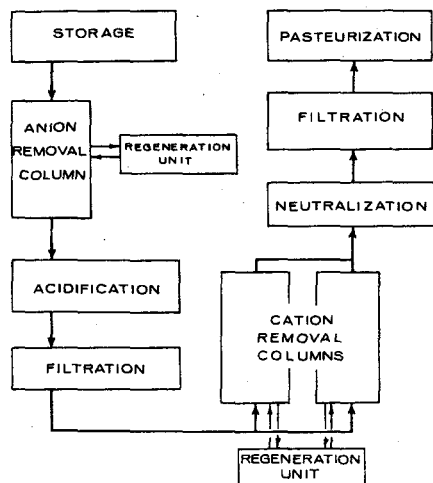 STORAGE
ANION
REMOVAL
COLUMN
REGENERATION
UNIT
ACIDIFICATION
FILTRATION
PASTEURIZATION
FILTRATION
NEUTRALIZATION
CATION
REMOVAL
COLUMNS
REGENERATION
UNIT